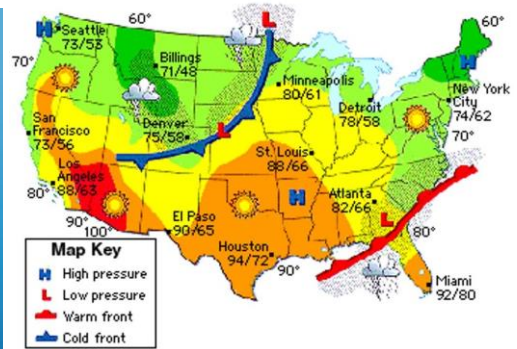 60°
L
60°
H
Seattle
73/53
Billings
71/48
H
70°
Minneapolis
80/61
New York
City
74/62
Detroit
78/58
San
Francisco
73/56
Denver
75/58
L
70°
St. Louis
88/66
Los
Angeles
88/63
Atlanta
82/66
80°
H
L
El Paso
90/65
80°
90°
100°
Houston
94/72
90°
Miami
92/80
Map Key
H High pressure
L Low pressure
Warm front
Cold front